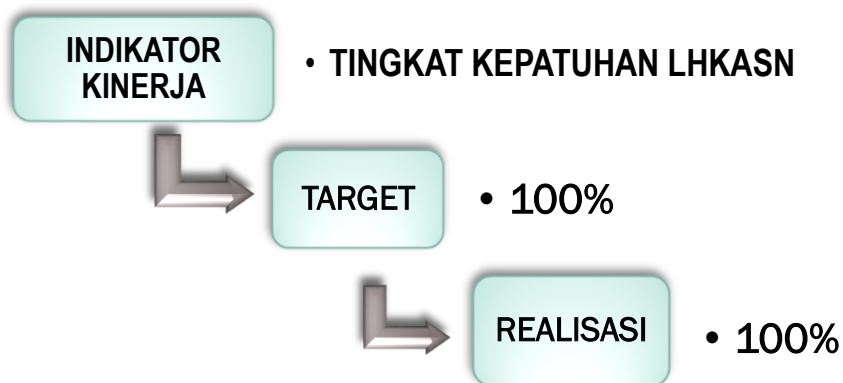 INDIKATOR
KINERJA
• TINGKAT KEPATUHAN LHKASN
TARGET
• 100%
REALISASI
• 100%